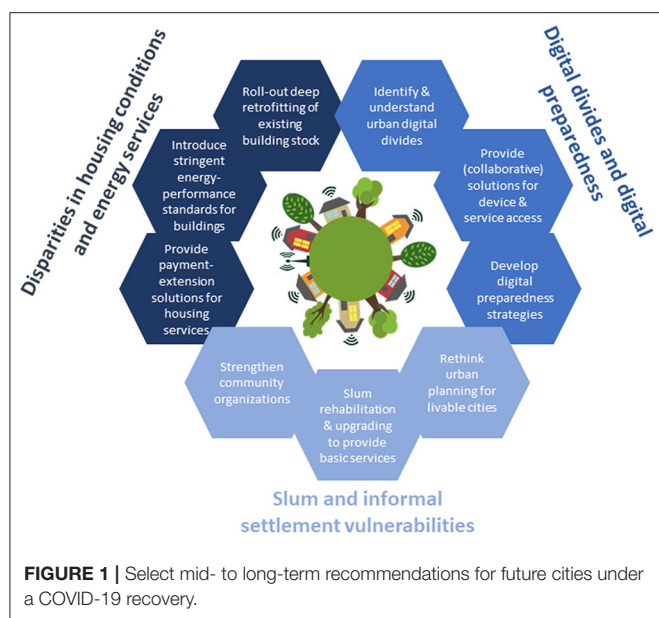 Disparities in housing conditions
and energy services
Digital divides and digital
preparedness
Roll-out deep
retrofitting of
existing
building stock
Identify &
understand
urban digital
divides
Introduce
stringent
energy-
performance
standards for
buildings
Provide
(collaborative)
solutions for
device &
service access
Provide
payment-
extension
solutions for
housing
services
Develop
digital
preparedness
strategies
Strengthen
community
organizations
Slum
rehabilitation
& upgrading
to provide
basic services
Rethink
urban
planning for
livable cities
Slum and informal
settlement vulnerabilities
FIGURE 1 | Select mid- to long-term recommendations for future cities under
a COVID-19 recovery.